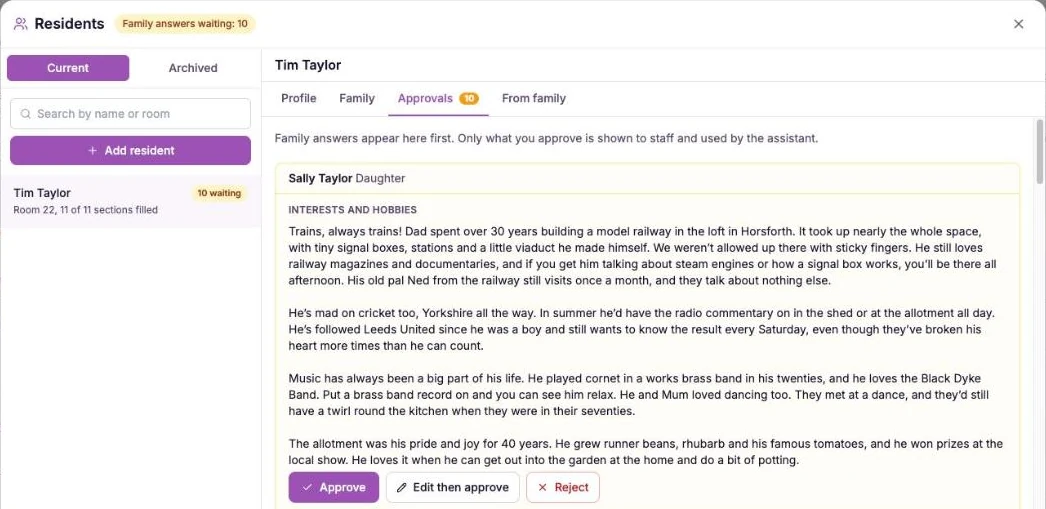 Residents
Family answers waiting: 10
Current
Archived
Search by name or room
Add resident
Tim Taylor
10 waiting
Room 22, 11 of 11 sections filled
Tim Taylor
Profile
Family
Approvals 10
From family
Family answers appear here first. Only what you approve is shown to staff and used by the assistant.
Sally Taylor Daughter
INTERESTS AND HOBBIES
Trains, always trains! Dad spent over 30 years building a model railway in the loft in Horsforth. It took up nearly the whole space,
with tiny signal boxes, stations and a little viaduct he made himself. We weren't allowed up there with sticky fingers. He still loves
railway magazines and documentaries, and if you get him talking about steam engines or how a signal box works, you'll be there all
afternoon. His old pal Ned from the railway still visits once a month, and they talk about nothing else.
He's mad on cricket too, Yorkshire all the way. In summer he'd have the radio commentary on in the shed or at the allotment all day.
He's followed Leeds United since he was a boy and still wants to know the result every Saturday, even though they've broken his
heart more times than he can count.
Music has always been a big part of his life. He played cornet in a works brass band in his twenties, and he loves the Black Dyke
Band. Put a brass band record on and you can see him relax. He and Mum loved dancing too. They met at a dance, and they'd still
have a twirl round the kitchen when they were in their seventies.
The allotment was his pride and joy for 40 years. He grew runner beans, rhubarb and his famous tomatoes, and he won prizes at the
local show. He loves it when he can get out into the garden at the home and do a bit of potting.
Approve
Edit then approve
Reject